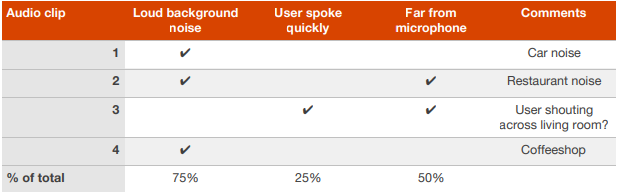 Audio clip Loud background noise User spoke quickly Far from microphone Comments
1 ✔ Car noise
2 ✔ ✔ Restaurant noise
3 ✔ ✔ User shouting across living room?
4 ✔ Coffeeshop
% of total 75% 25% 50%